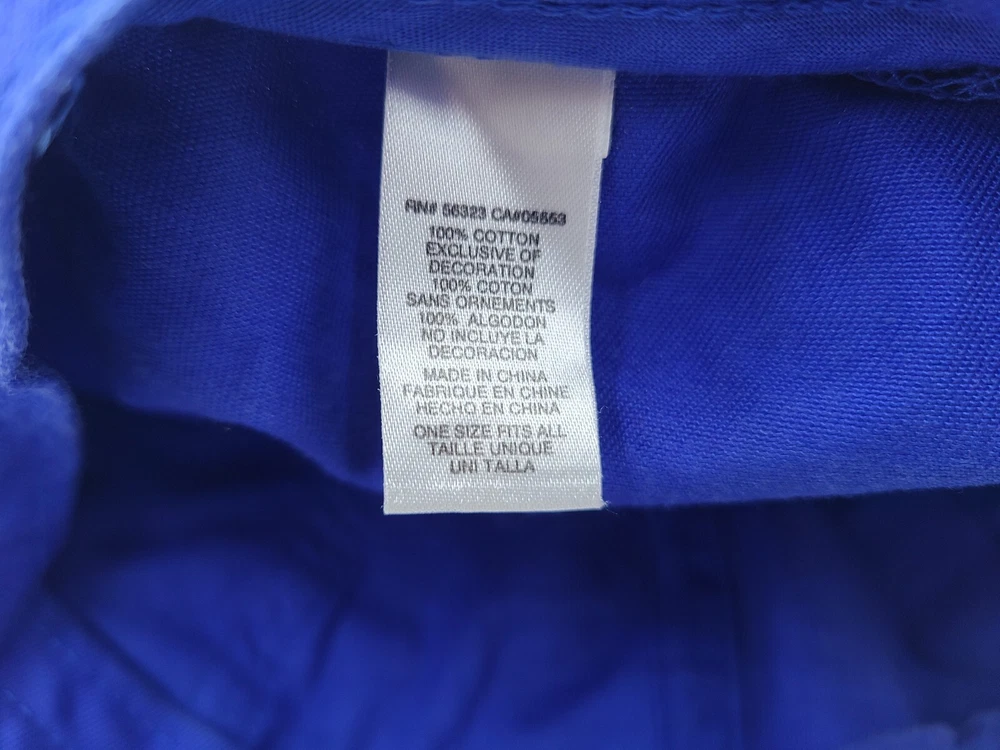 RN# 56323 CA#05553
100% COTTON
EXCLUSIVE OF
DECORATION
100% COTON
SANS ORNEMENTS
100% ALGODON
NO INCLUYE LA
DECORACION
MADE IN CHINA
FABRIQUE EN CHINE
HECHO EN CHINA
ONE SIZE FITS ALL
TAILLE UNIQUE
UNI TALLA